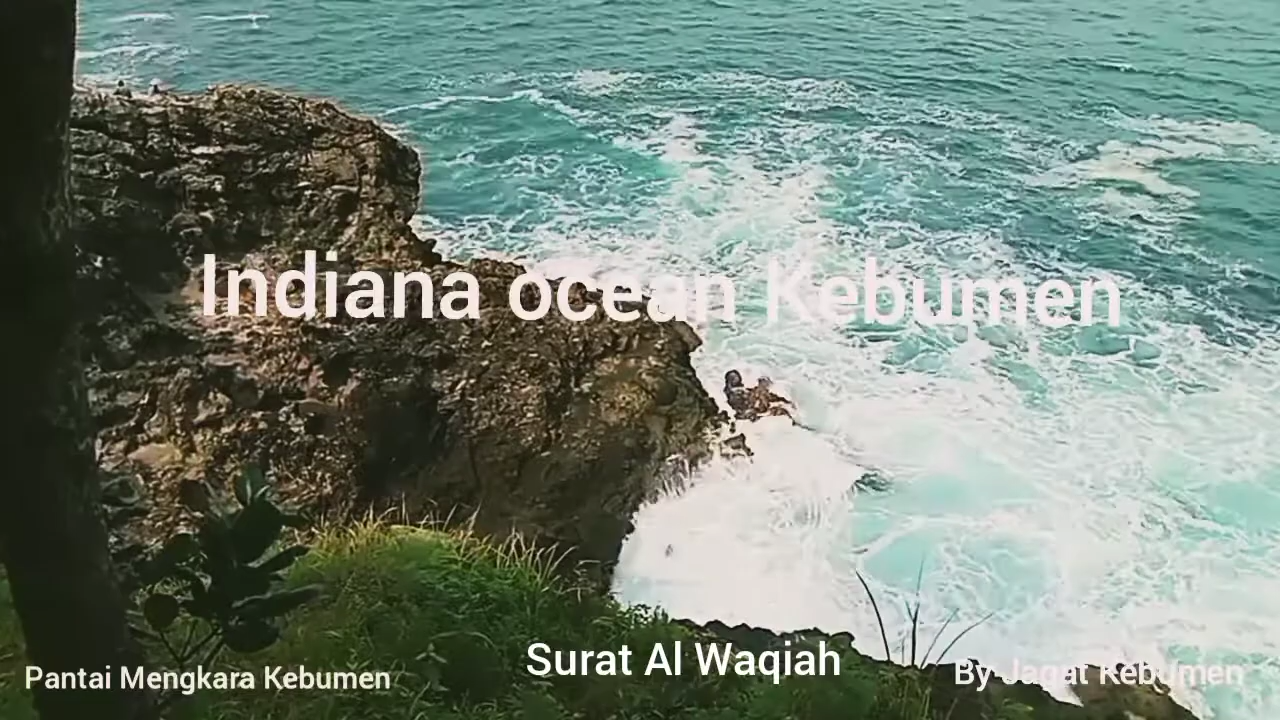 Indiana ocean Kebumen
Surat Al Waqiah
Pantai Mengkara Kebumen
By Jagat Kebumen